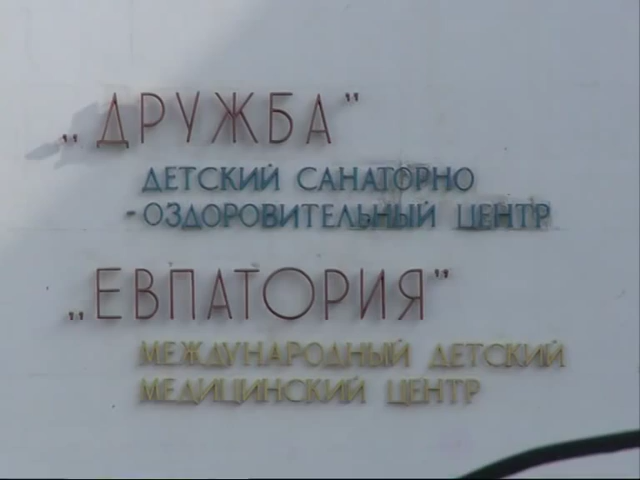 „ДРУЖБА"
ДЕТСКИЙ САНАТОРНО
-ОЗДОРОВИТЕЛЬНЫЙ ЦЕНТР
„ЕВПАТОРИЯ"
МЕЖДУНАРОДНЫЙ ДЕТСКИЙ
МЕДИЦИНСКИЙ ЦЕНТР